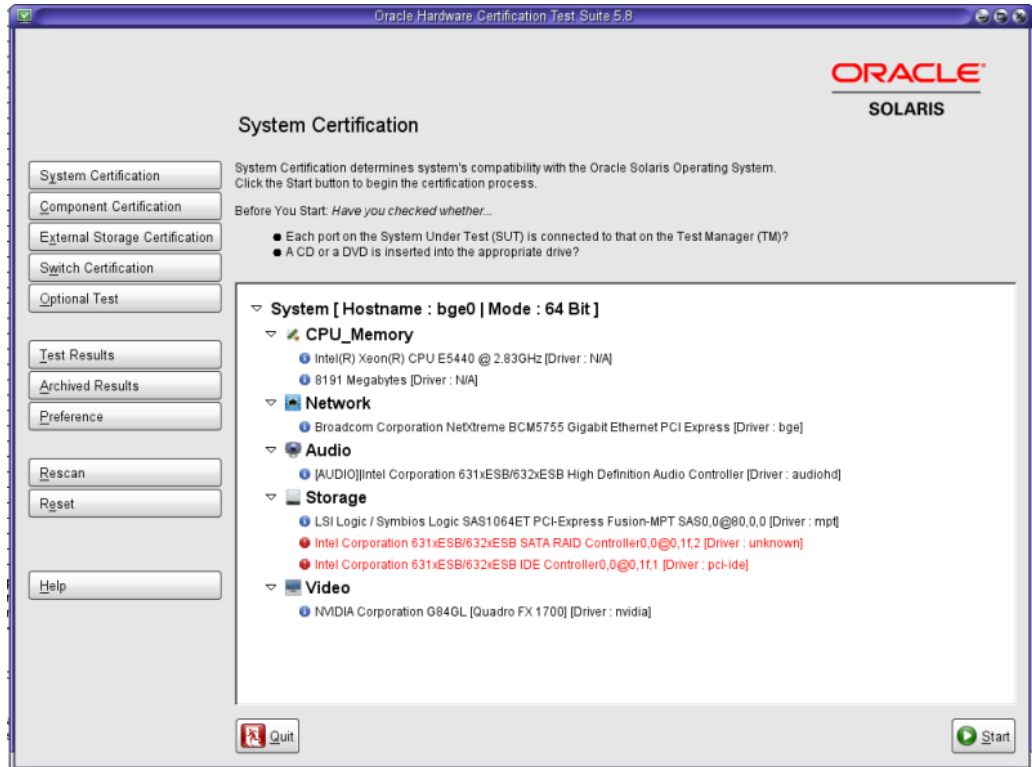 Oracle Hardware Certification Test Suite 5.8
ORACLE
SOLARIS
System Certification
System Certification determines system's compatibility with the Oracle Solaris Operating System.
Click the Start button to begin the certification process.
Before You Start: Have you checked whether...
Each port on the System Under Test (SUT) is connected to that on the Test Manager (TM)?
A CD or a DVD is inserted into the appropriate drive?
System Certification
Component Certification
External Storage Certification
Switch Certification
Optional Test
Test Results
Archived Results
Preference
Rescan
Reset
Help
System [ Hostname : bge0 | Mode : 64 Bit ]
CPU_Memory
Intel(R) Xeon(R) CPU E5440 @ 2.83GHz [Driver : N/A]
8191 Megabytes [Driver : N/A]
Network
Broadcom Corporation NetXtreme BCM5755 Gigabit Ethernet PCI Express [Driver : bge]
Audio
[AUDIO]|Intel Corporation 631xESB/632xESB High Definition Audio Controller [Driver : audiohd]
Storage
LSI Logic / Symbios Logic SAS1064ET PCI-Express Fusion-MPT SAS0,0@80,0,0 [Driver : mpt]
Intel Corporation 631xESB/632xESB SATA RAID Controller0,0@0,1f,2 [Driver : unknown]
Intel Corporation 631xESB/632xESB IDE Controller0,0@0,1f,1 [Driver : pci-ide]
Video
NVIDIA Corporation G84GL [Quadro FX 1700] [Driver : nvidia]
Quit
Start